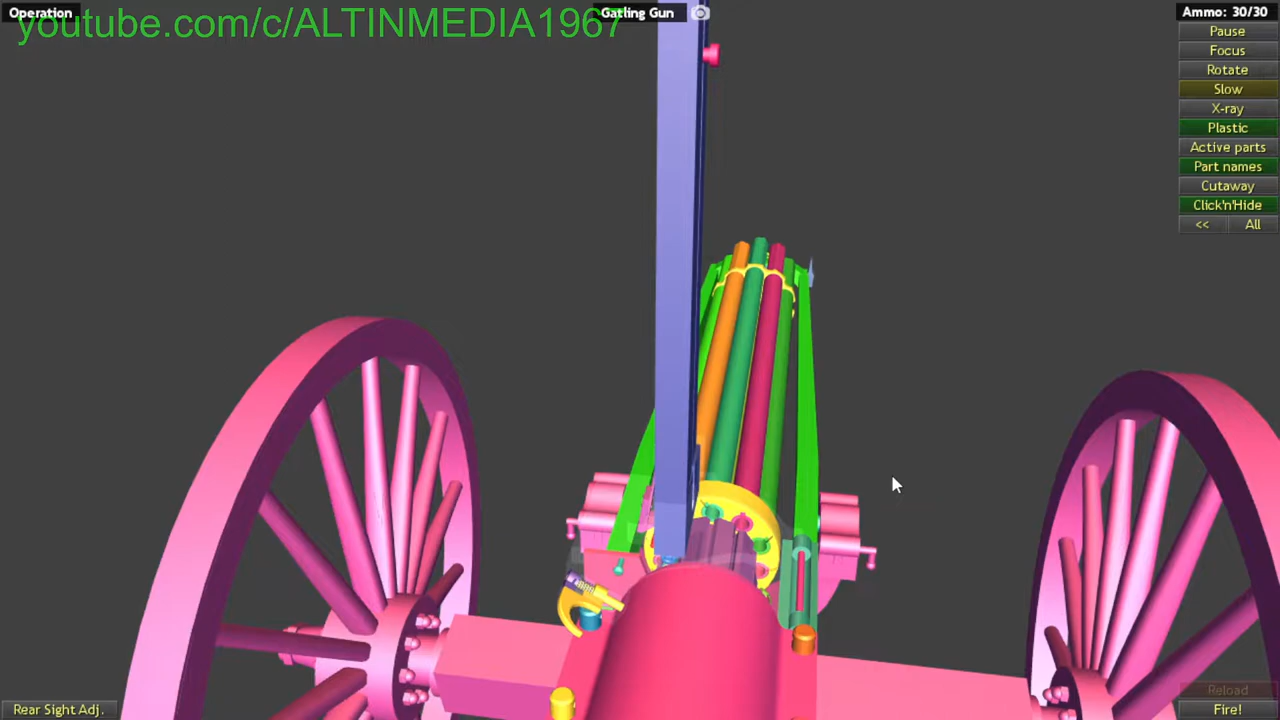 Operation
Gatling Gun
Ammo: 30/30
youtube.com/c/ALTINMEDIA1967
Pause
Focus
Rotate
Slow
X-ray
Plastic
Active parts
Part names
Cutaway
Click'n'Hide
<< All
Reload
Rear Sight Adj.
Fire!